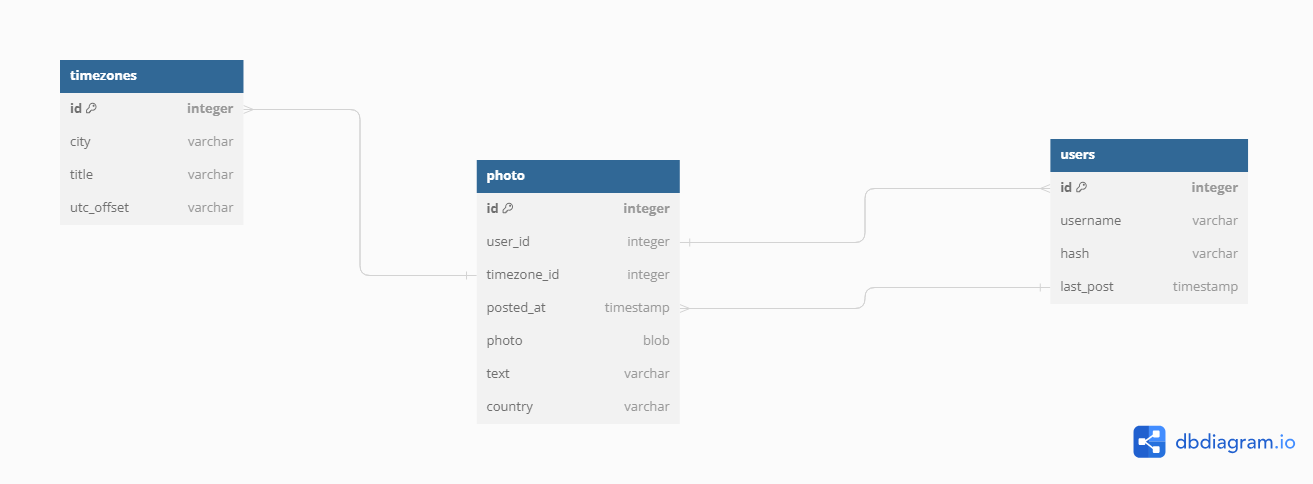 timezones
id integer
city varchar
title varchar
utc_offset varchar
photo
id integer
user_id integer
timezone_id integer
posted_at timestamp
photo blob
text varchar
country varchar
users
id integer
username varchar
hash varchar
last_post timestamp
dbdiagram.io